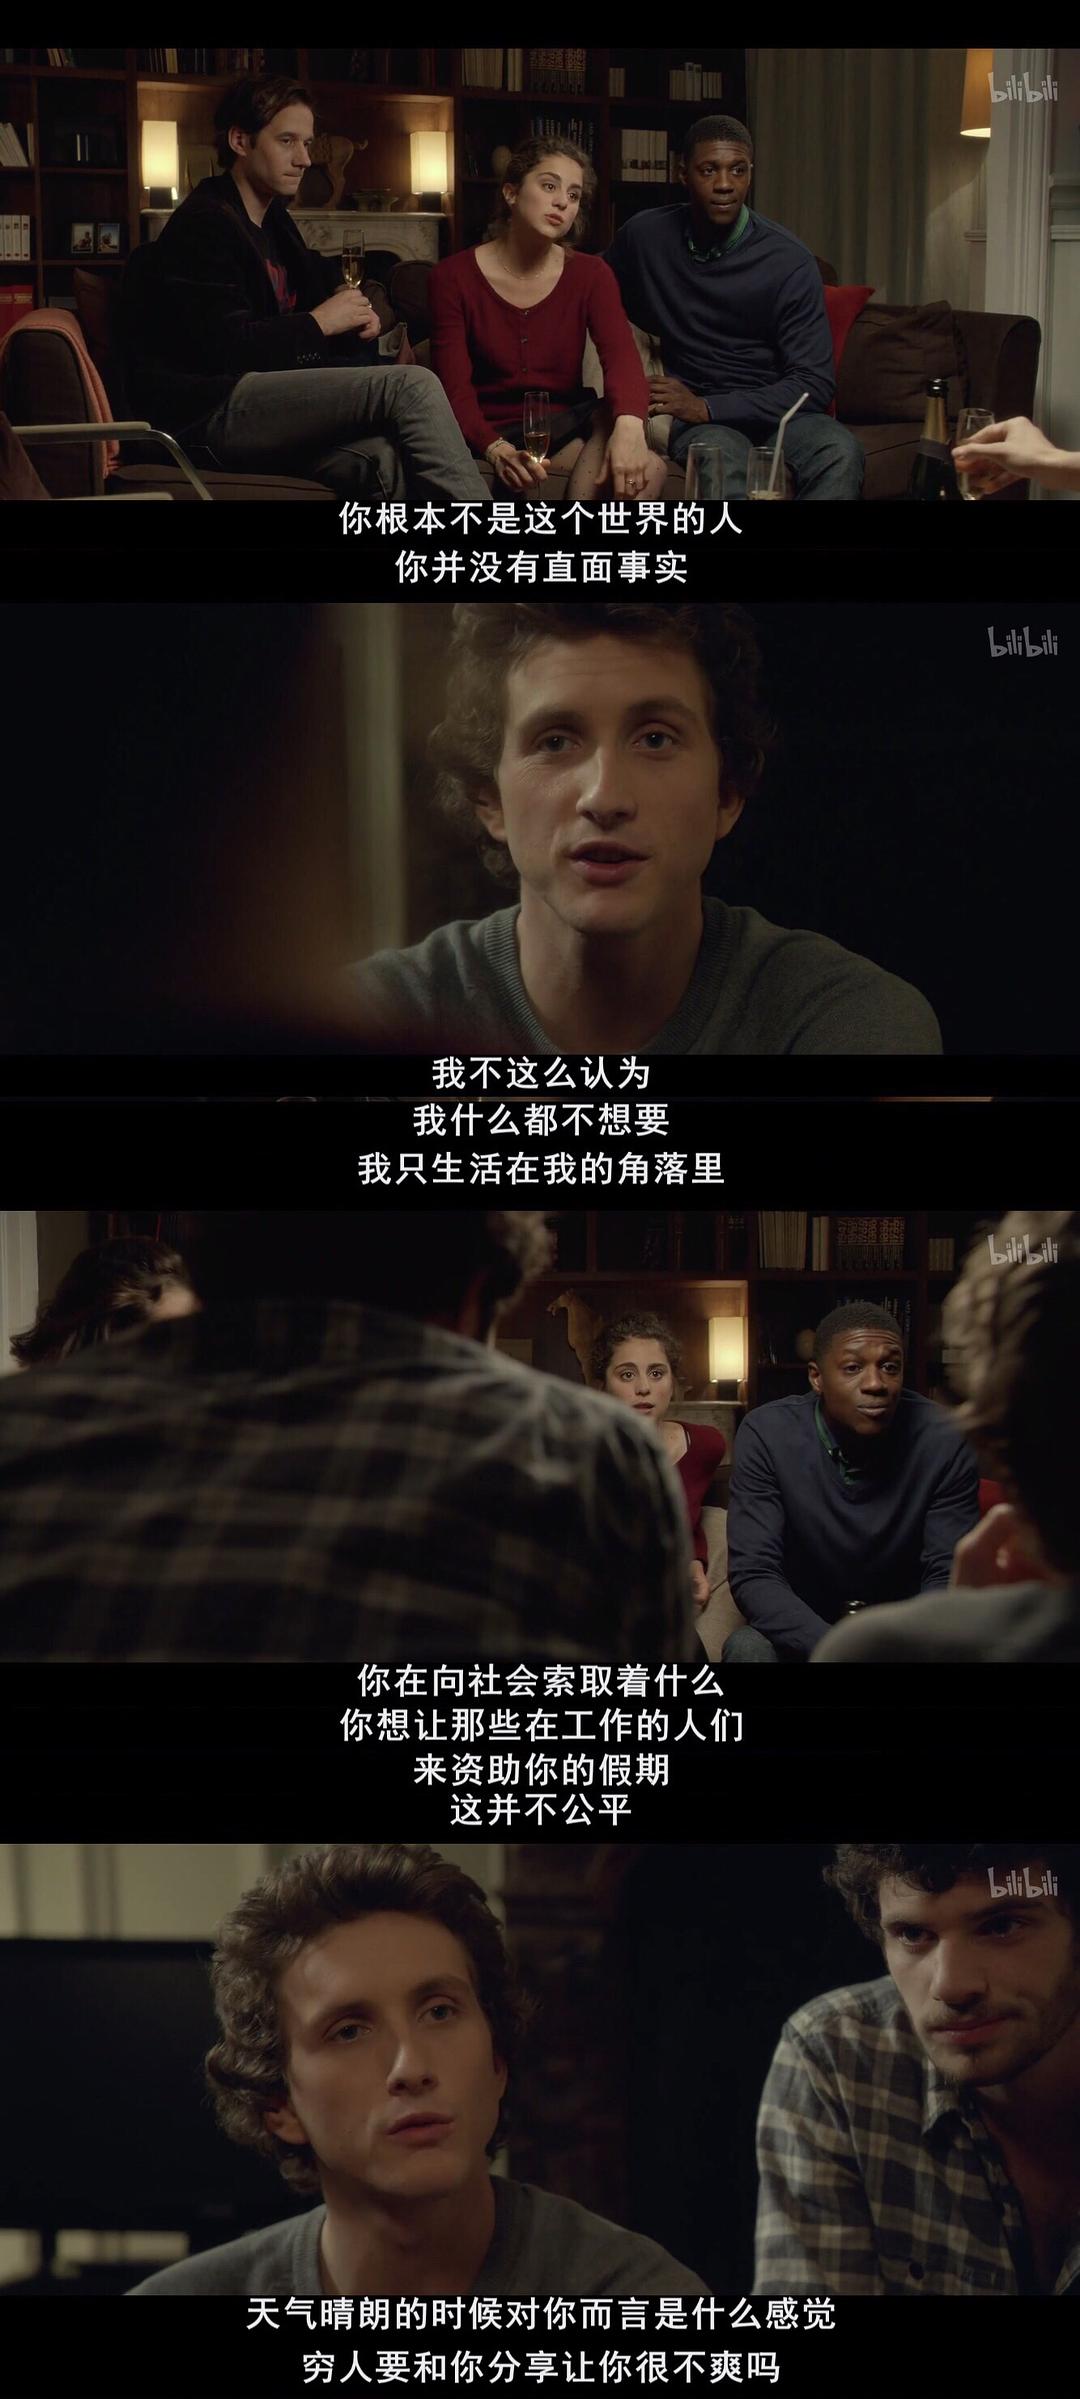 bilibili
你根本不是这个世界的人
你并没有直面事实
bilibili
我不这么认为
我什么都不想要
我只生活在我的角落里
bilibili
你在向社会索取着什么
你想让那些在工作的人们
来资助你的假期
这并不公平
bilibili
天气晴朗的时候对你而言是什么感觉
穷人要和你分享让你很不爽吗